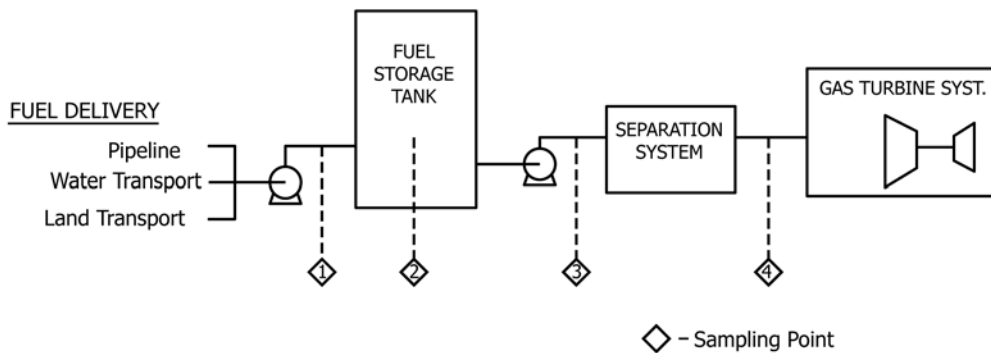 FUEL DELIVERY
Pipeline
Water Transport
Land Transport
FUEL
STORAGE
TANK
SEPARATION
SYSTEM
GAS TURBINE SYST.
1
2
3
4
– Sampling Point